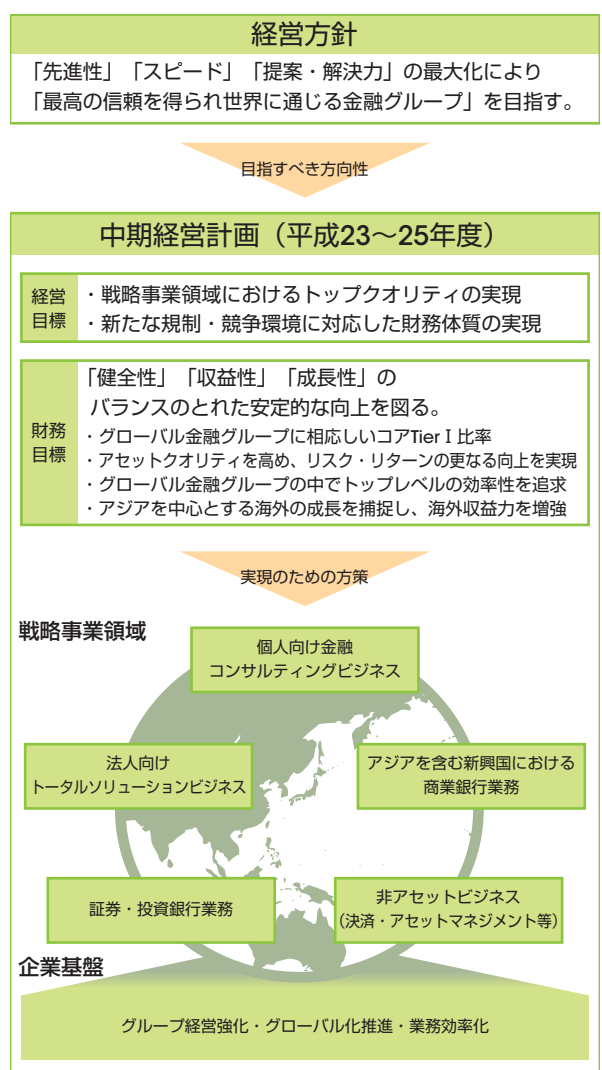 経営方針
「先進性」「スピード」「提案・解決力」の最大化により
「最高の信頼を得られ世界に通じる金融グループ」を目指す。
目指すべき方向性
中期経営計画（平成23～25年度）
経営
目標
・戦略事業領域におけるトップクオリティの実現
・新たな規制・競争環境に対応した財務体質の実現
財務
目標
「健全性」「収益性」「成長性」の
バランスのとれた安定的な向上を図る。
・グローバル金融グループに相応しいコアTierⅠ比率
・アセットクオリティを高め、リスク・リターンの更なる向上を実現
・グローバル金融グループの中でトップレベルの効率性を追求
・アジアを中心とする海外の成長を捕捉し、海外収益力を増強
実現のための方策
戦略事業領域
個人向け金融
コンサルティングビジネス
法人向け
トータルソリューションビジネス
アジアを含む新興国における
商業銀行業務
証券・投資銀行業務
非アセットビジネス
（決済・アセットマネジメント等）
企業基盤
グループ経営強化・グローバル化推進・業務効率化